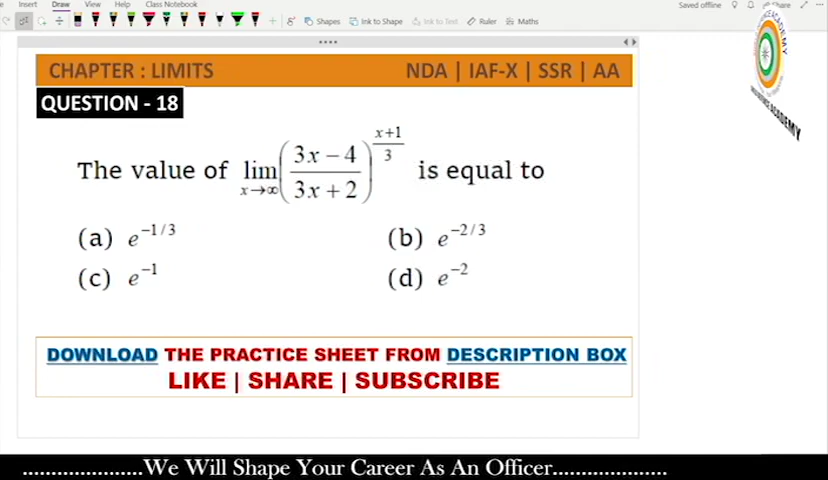 Insert Draw View Help Class Notebook
Saved offline
Share
Shapes Ink to Shape Ink to Text Ruler Maths
CHAPTER : LIMITS NDA | IAF-X | SSR | AA
QUESTION - 18
The value of lim x→∞ ( (3x − 4) / (3x + 2) )^((x+1)/3) is equal to
(a) e^(−1/3) (b) e^(−2/3)
(c) e^(−1) (d) e^(−2)
DOWNLOAD THE PRACTICE SHEET FROM DESCRIPTION BOX
LIKE | SHARE | SUBSCRIBE
ACADEMY
......................We Will Shape Your Career As An Officer.....................